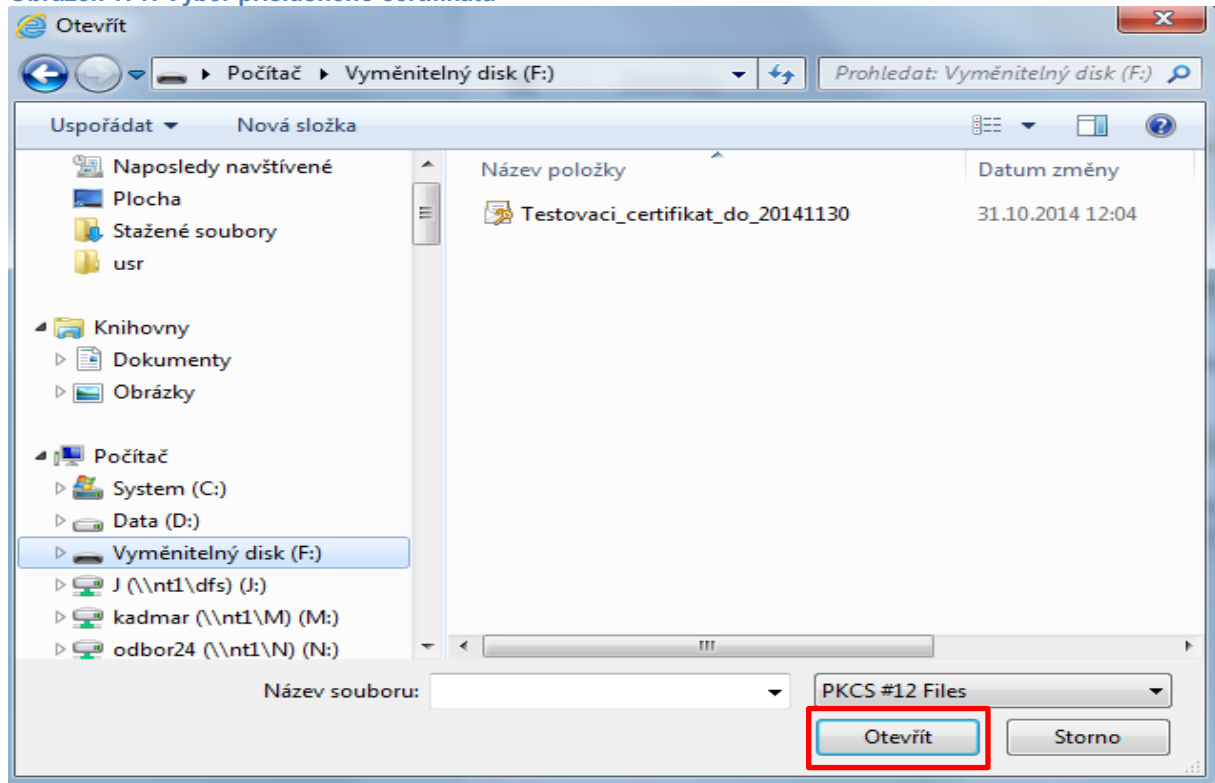 Otevřít
Počítač Vyměnitelný disk (F:)
Prohledat: Vyměnitelný disk (F:)
Uspořádat Nová složka
Naposledy navštívené
Plocha
Stažené soubory
usr
Knihovny
Dokumenty
Obrázky
Počítač
System (C:)
Data (D:)
Vyměnitelný disk (F:)
J (\\nt1\dfs) (J:)
kadmar (\\nt1\M) (M:)
odbor24 (\\nt1\N) (N:)
Název položky Datum změny
Testovaci_certifikat_do_20141130 31.10.2014 12:04
Název souboru: PKCS #12 Files
Otevřít Storno